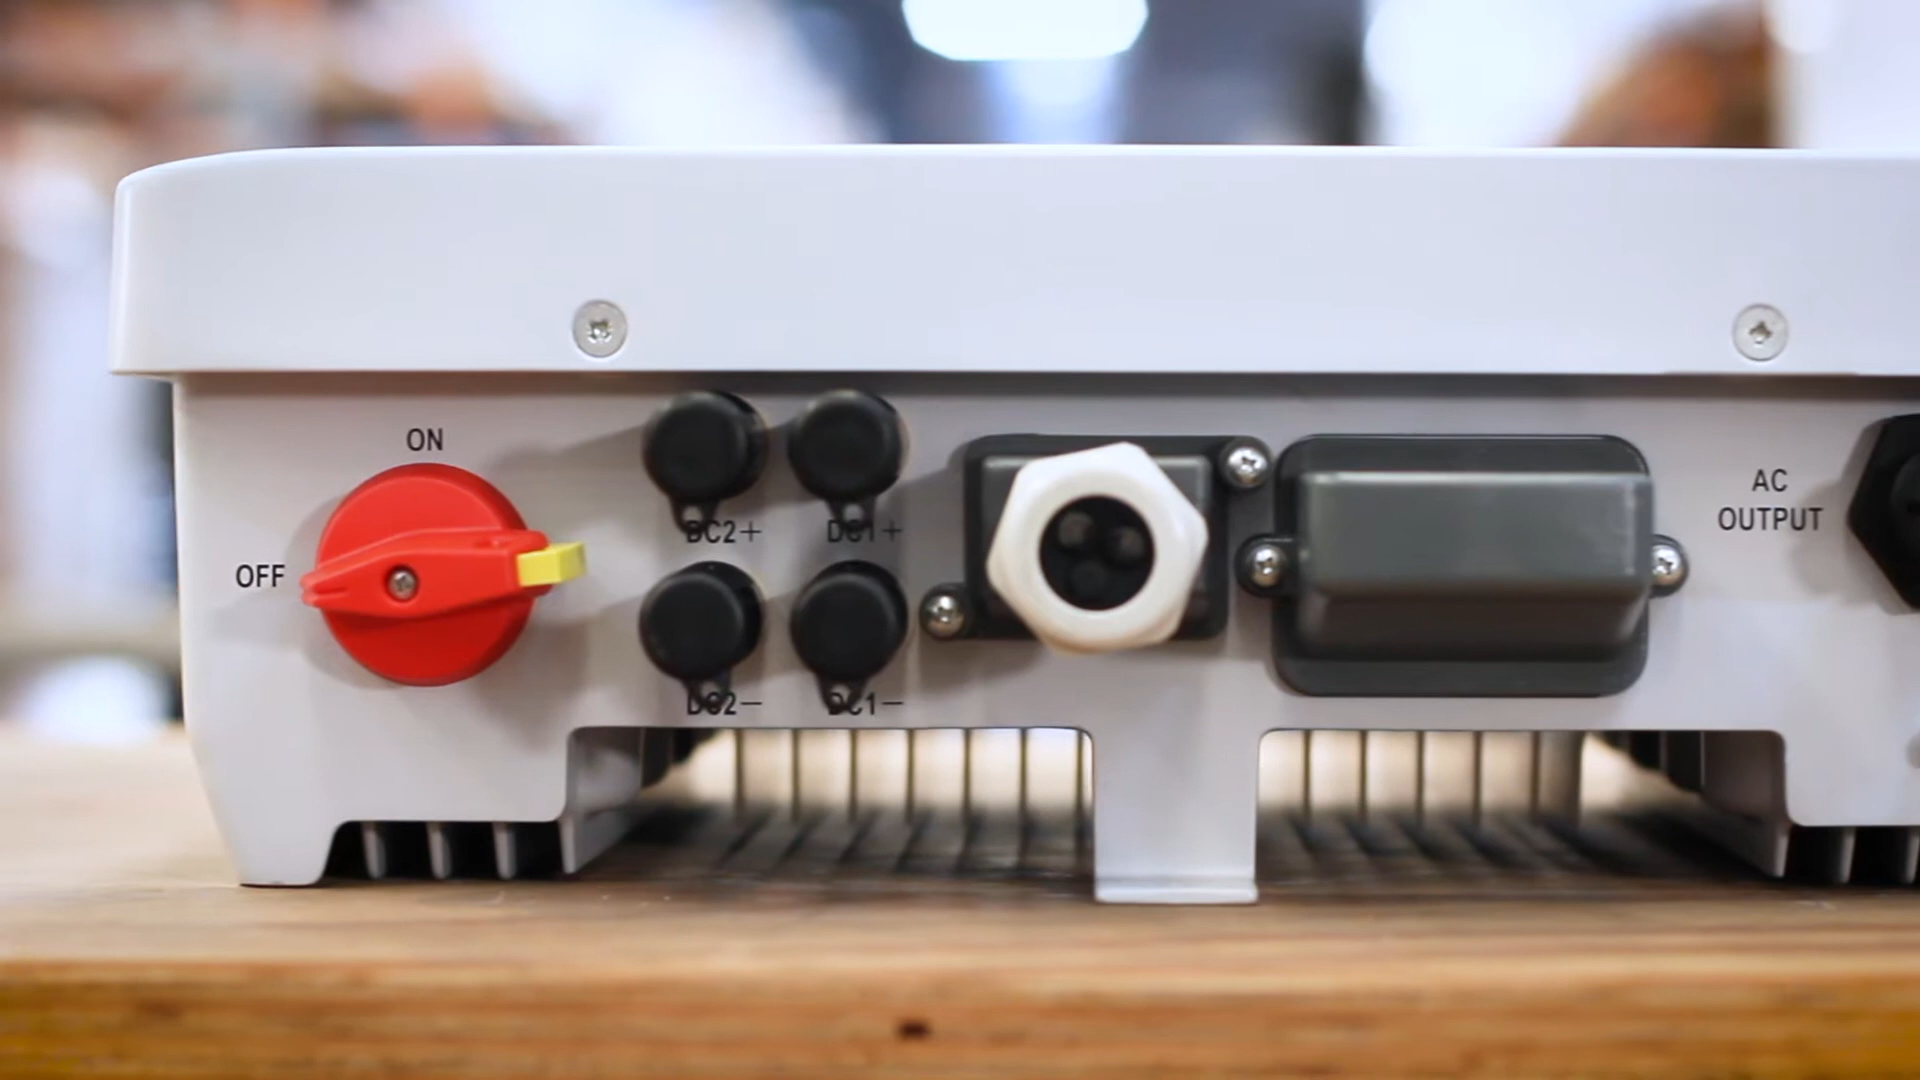 ON
OFF
DC2+
DC1+
DC2−
DC1−
AC
OUTPUT